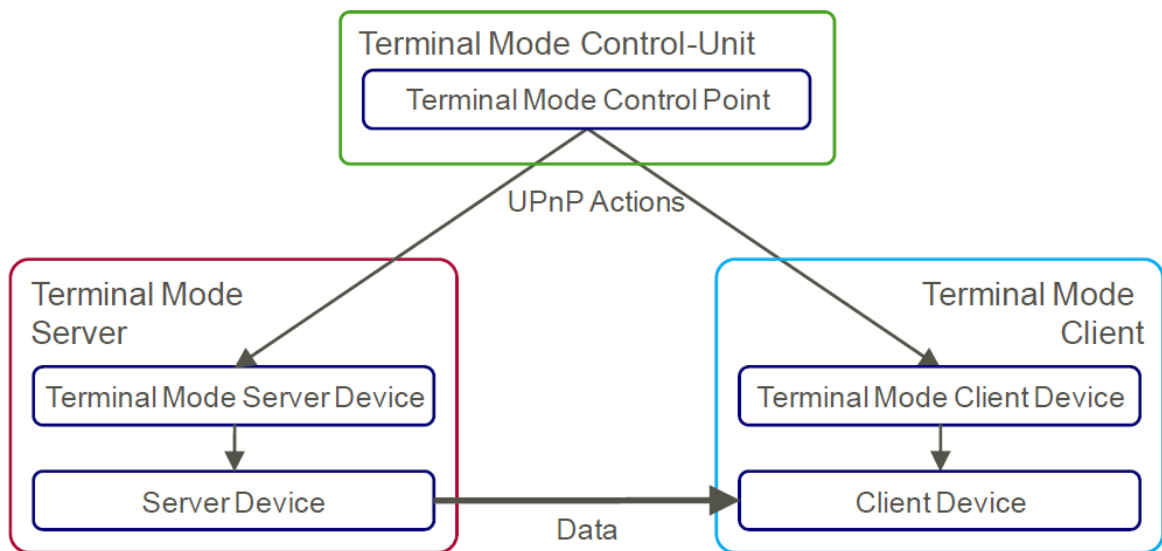 Terminal Mode Control-Unit
Terminal Mode Control Point
UPnP Actions
Terminal Mode
Server
Terminal Mode Server Device
Server Device
Data
Terminal Mode
Client
Terminal Mode Client Device
Client Device